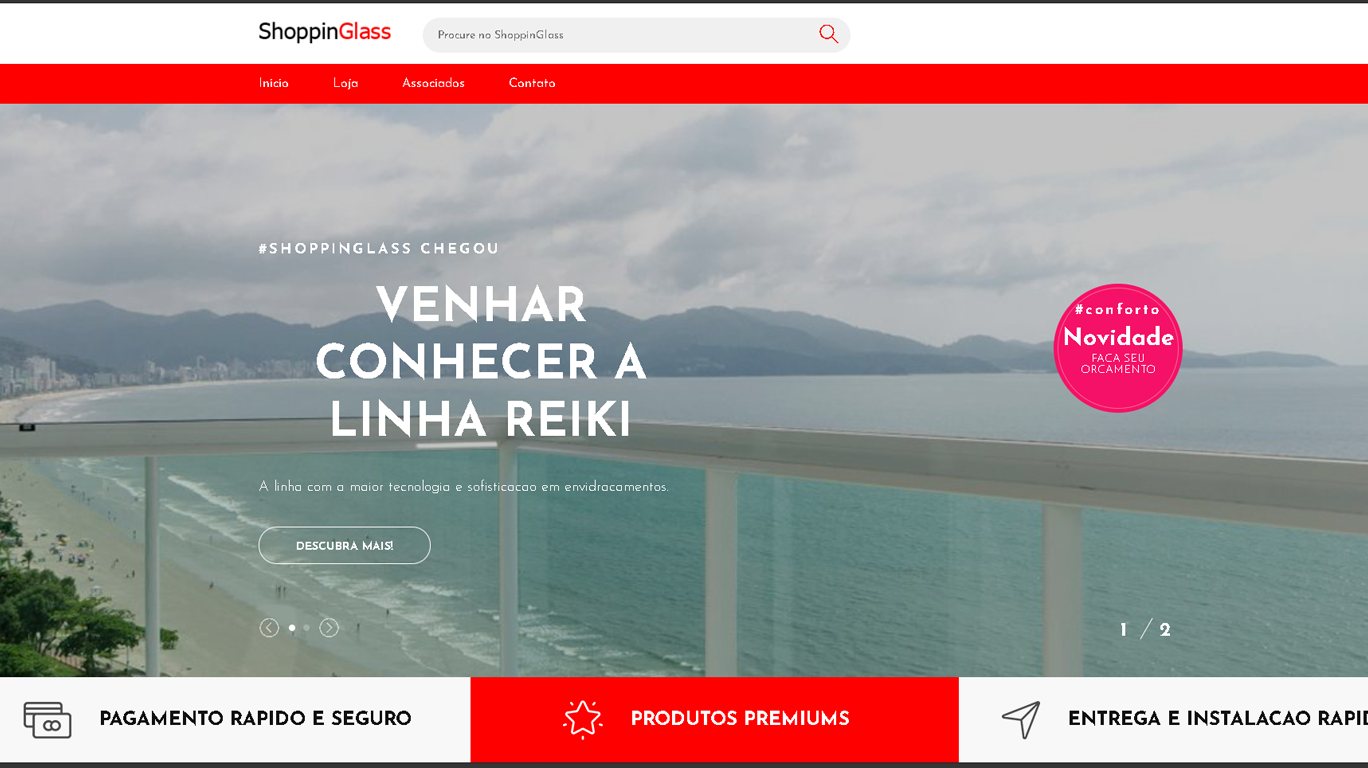 ShoppinGlass
Procure no ShoppinGlass
Inicio
Loja
Associados
Contato
#SHOPPINGLASS CHEGOU
VENHAR
CONHECER A
LINHA REIKI
A linha com a maior tecnologia e sofisticacao em envidracamentos.
DESCUBRA MAIS!
#conforto
Novidade
FACA SEU
ORCAMENTO
1 / 2
PAGAMENTO RAPIDO E SEGURO
PRODUTOS PREMIUMS
ENTREGA E INSTALACAO